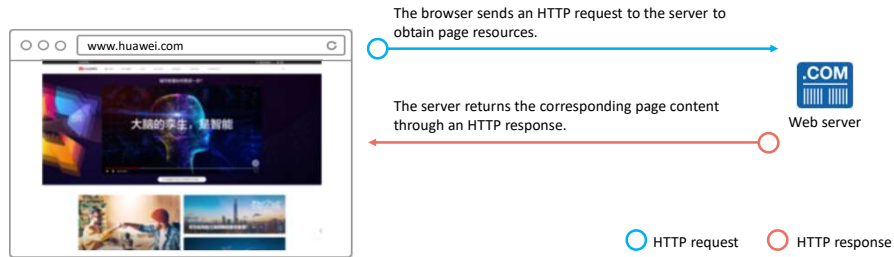 The browser sends an HTTP request to the server to
obtain page resources.
www.huawei.com
.COM
大脑的孪生，是智能
The server returns the corresponding page content
through an HTTP response.
Web server
HTTP request
HTTP response